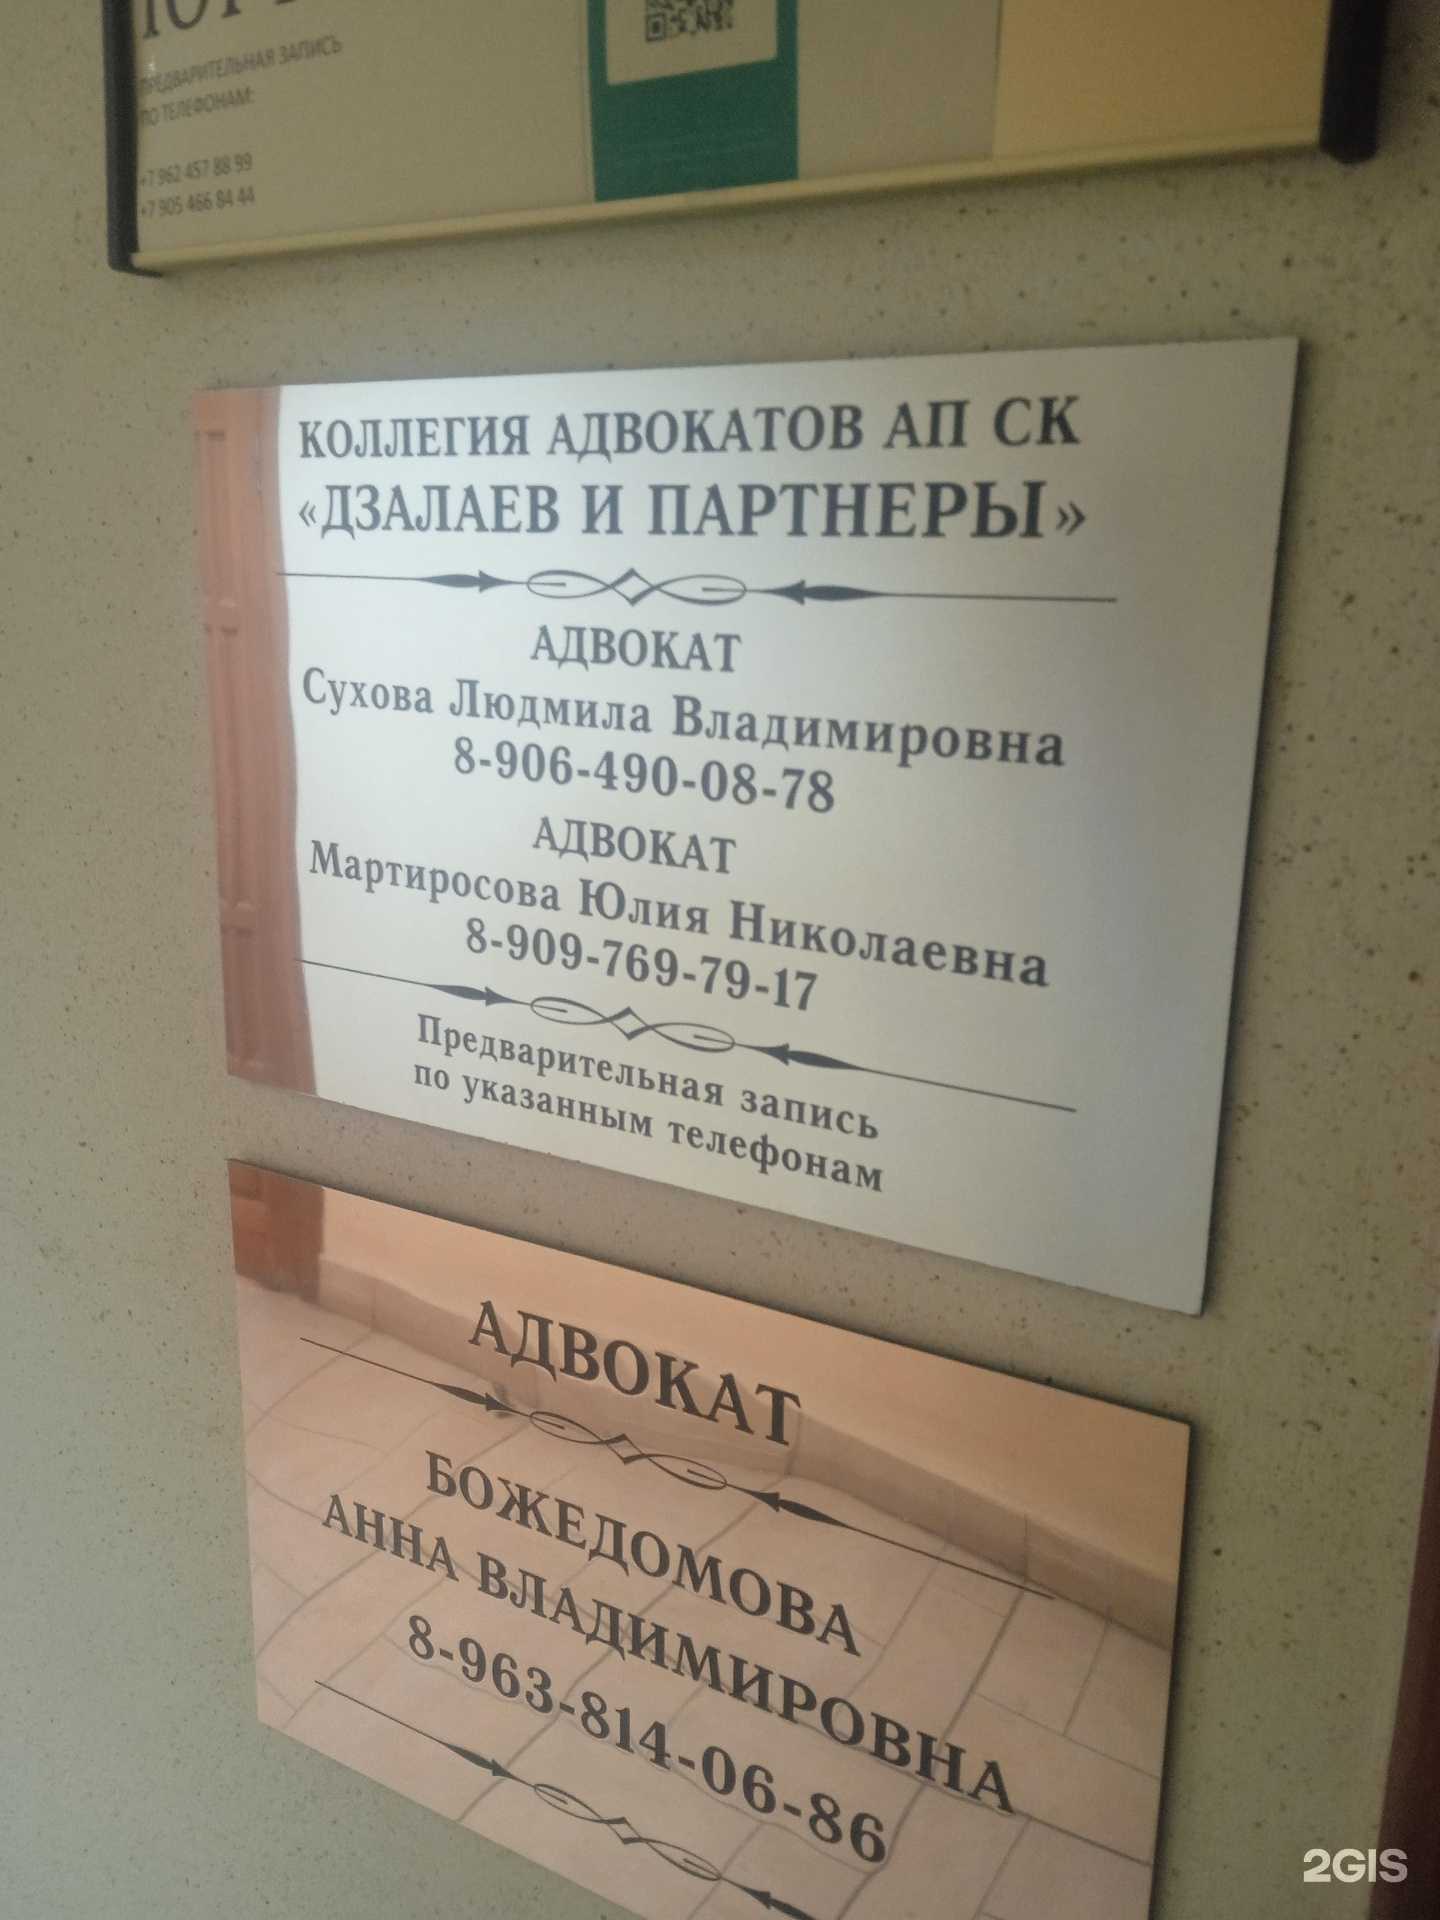 ПРЕДВАРИТЕЛЬНАЯ ЗАПИСЬ
ПО ТЕЛЕФОНАМ:
+7 962 457 88 99
+7 905 466 84 44
КОЛЛЕГИЯ АДВОКАТОВ АП СК
«ДЗАЛАЕВ И ПАРТНЕРЫ»
АДВОКАТ
Сухова Людмила Владимировна
8-906-490-08-78
АДВОКАТ
Мартиросова Юлия Николаевна
8-909-769-79-17
Предварительная запись
по указанным телефонам
АДВОКАТ
БОЖЕДОМОВА
АННА ВЛАДИМИРОВНА
8-963-814-06-86
2GIS